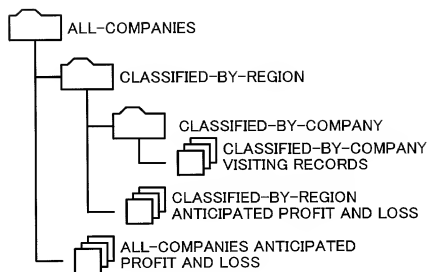 ALL-COMPANIES
CLASSIFIED-BY-REGION
CLASSIFIED-BY-COMPANY
CLASSIFIED-BY-COMPANY
VISITING RECORDS
CLASSIFIED-BY-REGION
ANTICIPATED PROFIT AND LOSS
ALL-COMPANIES ANTICIPATED
PROFIT AND LOSS